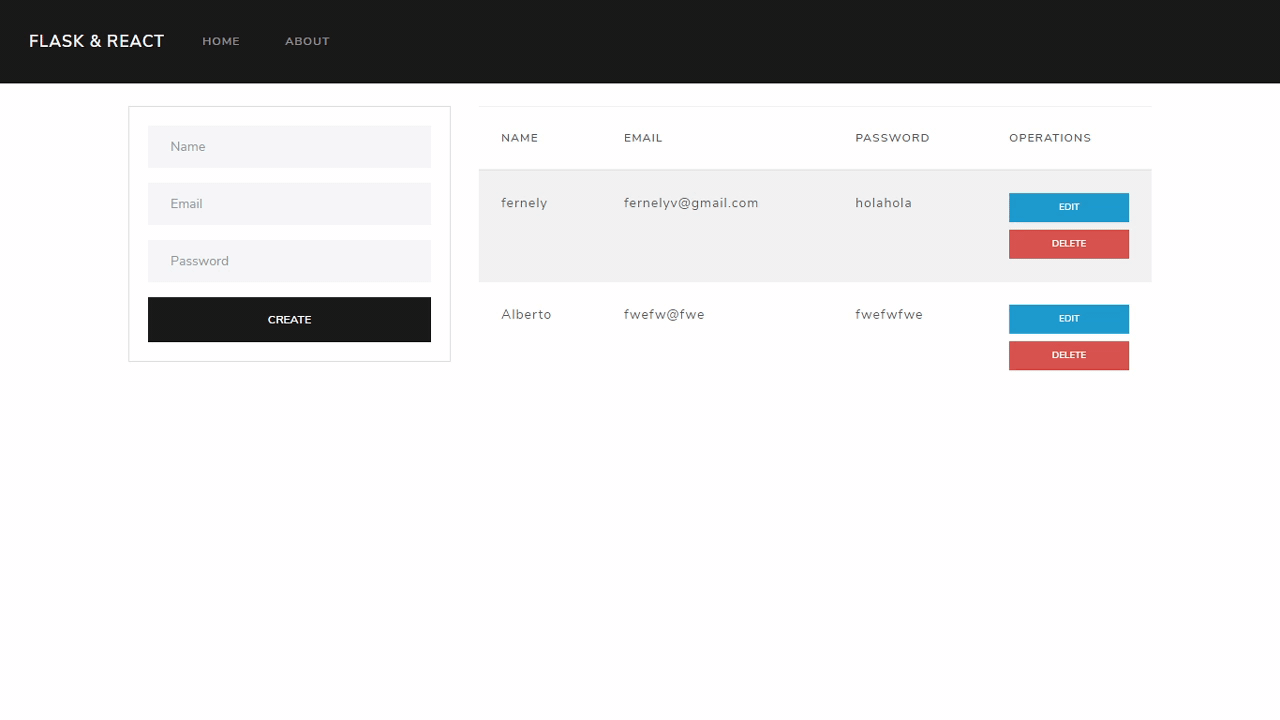 FLASK & REACT HOME ABOUT
Name
Email
Password
CREATE
NAME EMAIL PASSWORD OPERATIONS
fernely fernelyv@gmail.com holahola EDIT
DELETE
Alberto fwefw@fwe fwefwfwe EDIT
DELETE